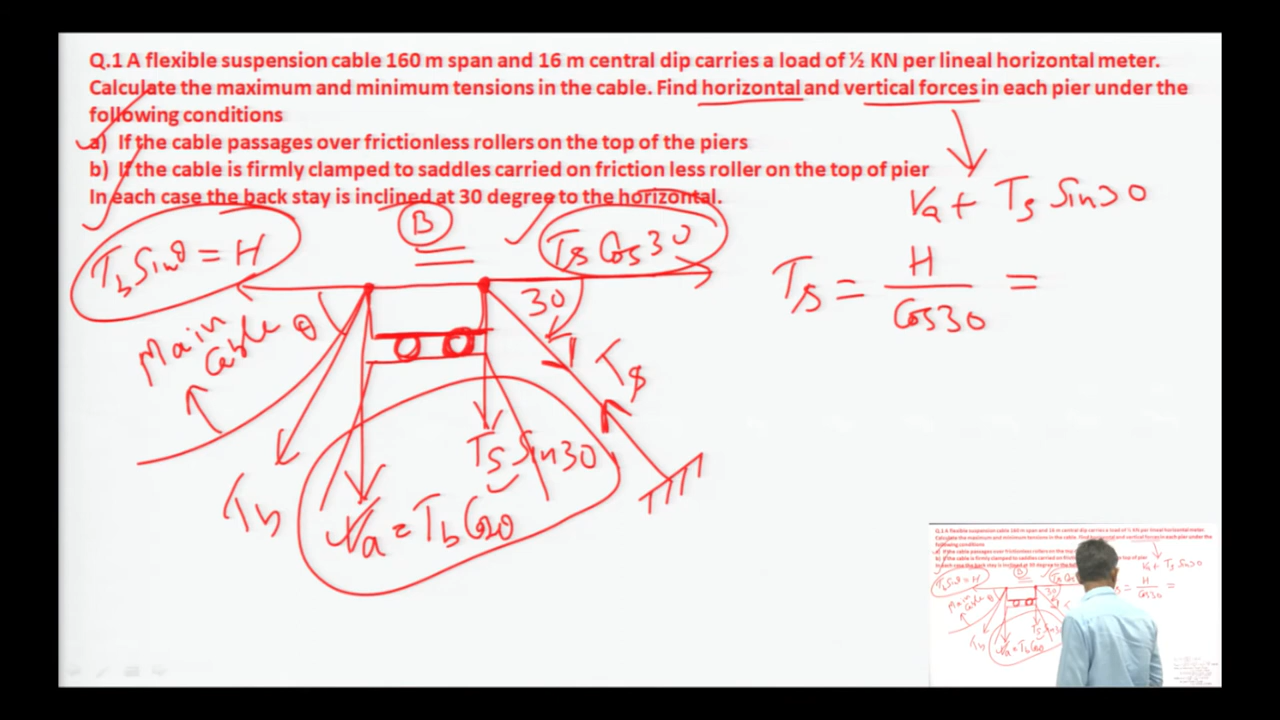 Q.1 A flexible suspension cable 160 m span and 16 m central dip carries a load of ½ KN per lineal horizontal meter.
Calculate the maximum and minimum tensions in the cable. Find horizontal and vertical forces in each pier under the
following conditions
a) If the cable passages over frictionless rollers on the top of the piers
b) If the cable is firmly clamped to saddles carried on friction less roller on the top of pier
In each case the back stay is inclined at 30 degree to the horizontal.
Va + Ts Sin30
B
Tb Sinθ = H
Ts Cos 30
Ts = H / Cos30 =
30
Main
Cable
θ
Ts
Ts Sin30
Tb
Va = Tb Cosθ